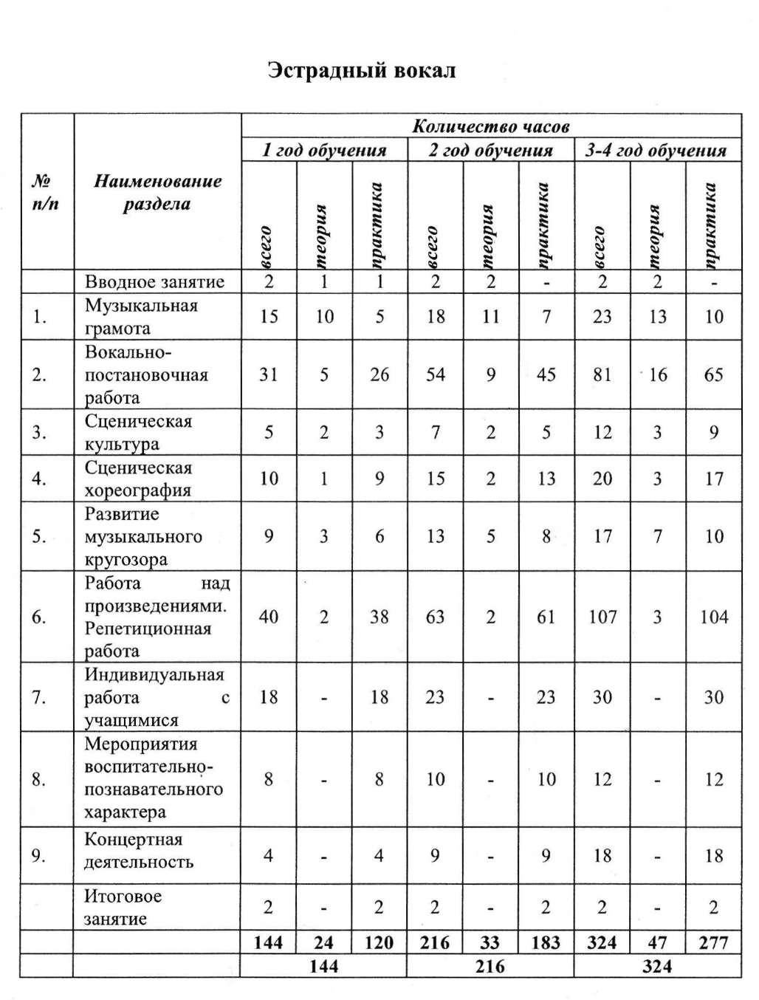 Эстрадный вокал
Количество часов
1 год обучения 2 год обучения 3-4 год обучения
№ п/п
Наименование раздела
всего теория практика всего теория практика всего теория практика
Вводное занятие 2 1 1 2 2 - 2 2 -
Музыкальная
1. грамота 15 10 5 18 11 7 23 13 10
Вокально-
2. постановочная 31 5 26 54 9 45 81 16 65
работа
Сценическая
3. культура 5 2 3 7 2 5 12 3 9
Сценическая
4. хореография 10 1 9 15 2 13 20 3 17
Развитие
5. музыкального 9 3 6 13 5 8 17 7 10
кругозора
Работа над
произведениями.
6. Репетиционная 40 2 38 63 2 61 107 3 104
работа
Индивидуальная
7. работа с 18 - 18 23 - 23 30 - 30
учащимися
Мероприятия
воспитательно-
8. познавательного 8 - 8 10 - 10 12 - 12
характера
Концертная
9. деятельность 4 - 4 9 - 9 18 - 18
Итоговое
занятие 2 - 2 2 - 2 2 - 2
144 24 120 216 33 183 324 47 277
144 216 324